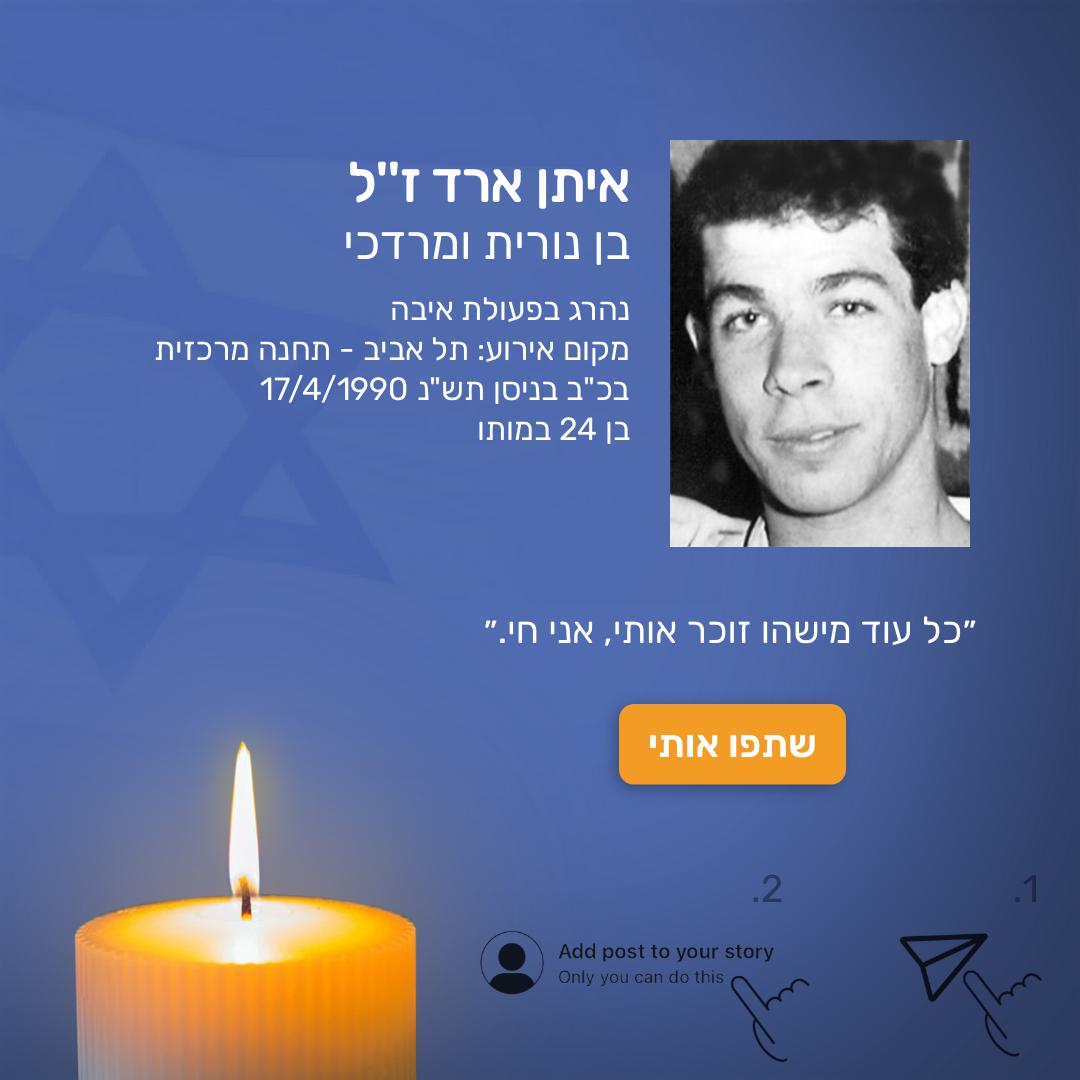 איתן ארד ז"ל
בן נורית ומרדכי
נהרג בפעולת איבה
מקום אירוע: תל אביב - תחנה מרכזית
בכ"ב בניסן תש"נ 17/4/1990
בן 24 במותו
״כל עוד מישהו זוכר אותי, אני חי.״
שתפו אותי
1.
2.
Add post to your story
Only you can do this